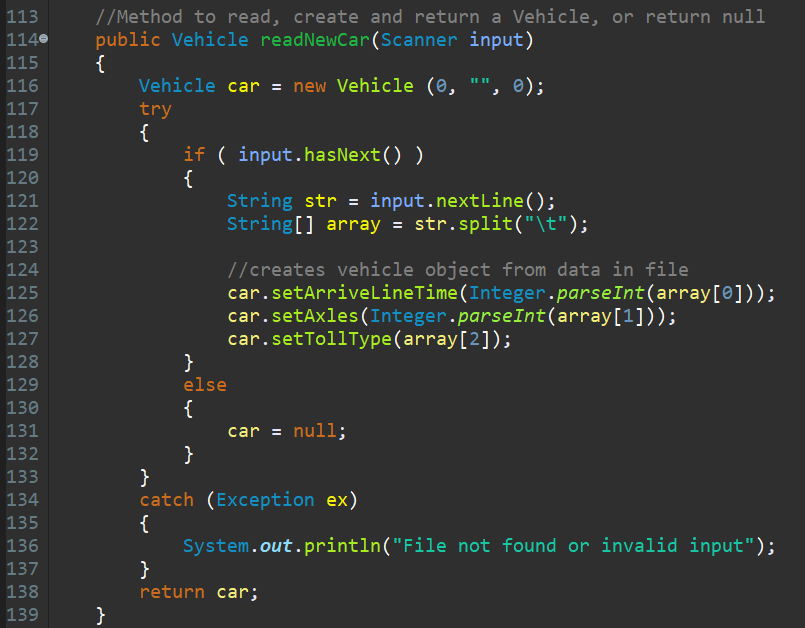 113 //Method to read, create and return a Vehicle, or return null
114 public Vehicle readNewCar(Scanner input)
115 {
116 Vehicle car = new Vehicle (0, "", 0);
117 try
118 {
119 if ( input.hasNext() )
120 {
121 String str = input.nextLine();
122 String[] array = str.split("\t");
123
124 //creates vehicle object from data in file
125 car.setArriveLineTime(Integer.parseInt(array[0]));
126 car.setAxles(Integer.parseInt(array[1]));
127 car.setTollType(array[2]);
128 }
129 else
130 {
131 car = null;
132 }
133 }
134 catch (Exception ex)
135 {
136 System.out.println("File not found or invalid input");
137 }
138 return car;
139 }